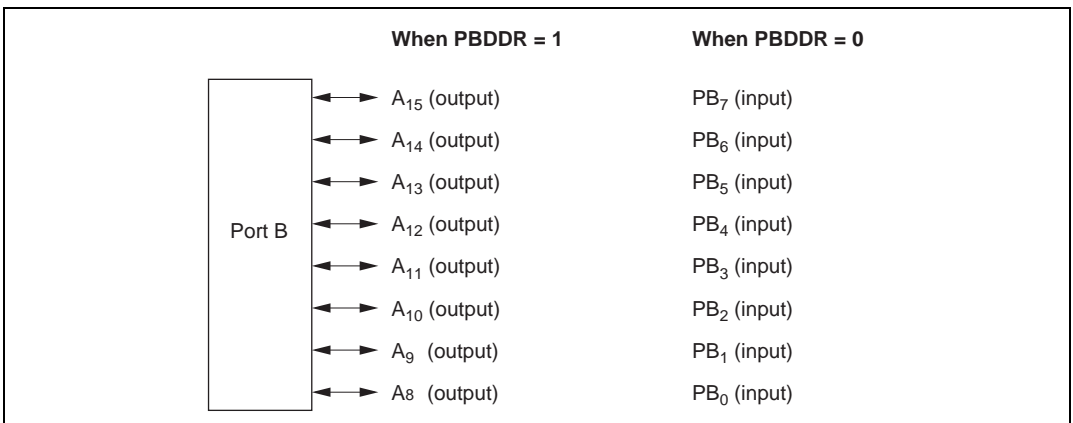 When PBDDR = 1 When PBDDR = 0
A15 (output) PB7 (input)
A14 (output) PB6 (input)
A13 (output) PB5 (input)
Port B A12 (output) PB4 (input)
A11 (output) PB3 (input)
A10 (output) PB2 (input)
A9 (output) PB1 (input)
A8 (output) PB0 (input)